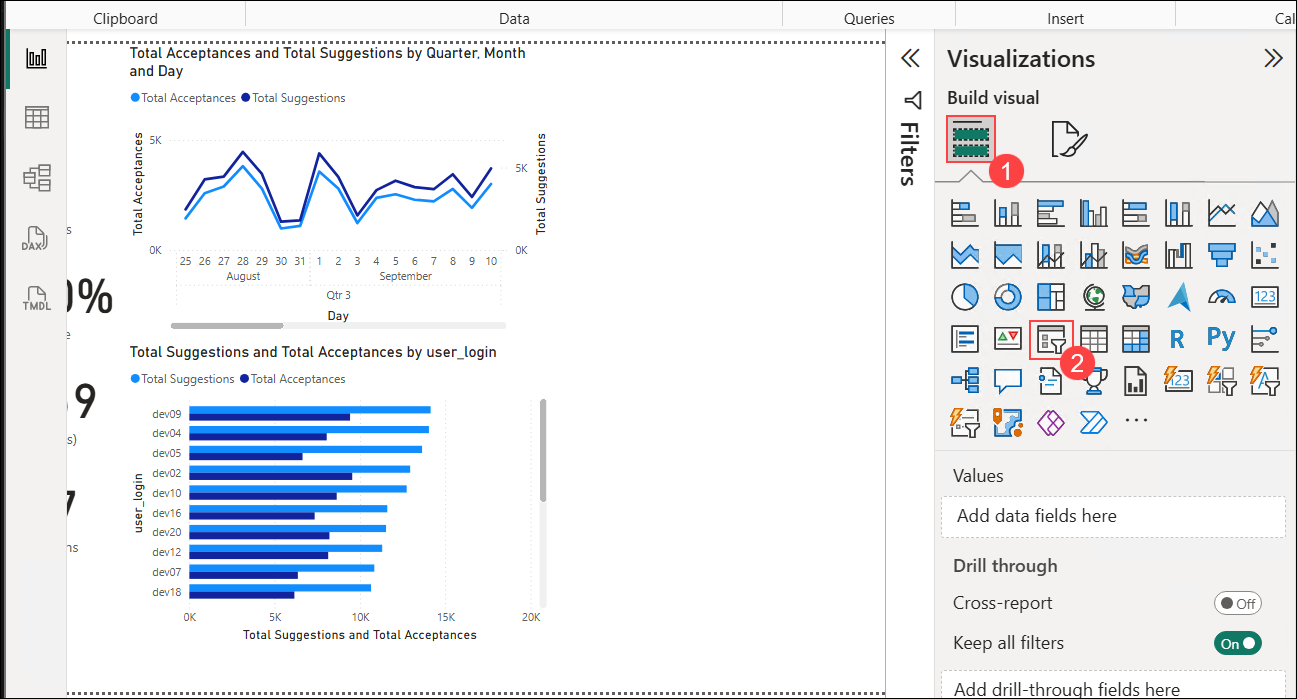 Clipboard
Data
Queries
Insert
Cal
Total Acceptances and Total Suggestions by Quarter, Month
and Day
Total Acceptances Total Suggestions
5K
5K
0K
0K
Total Acceptances
Total Suggestions
25 26 27 28 29 30 31 1 2 3 4 5 6 7 8 9 10
August September
Qtr 3
Day
Total Suggestions and Total Acceptances by user_login
Total Suggestions Total Acceptances
user_login
dev09
dev04
dev05
dev02
dev10
dev16
dev20
dev12
dev07
dev18
0K 5K 10K 15K 20K
Total Suggestions and Total Acceptances
DAX
TMDL
s
0%
e
9
s)
7
ns
Filters
Visualizations
Build visual
1
123
R
Py
2
123
A
...
Values
Add data fields here
Drill through
Cross-report
Off
Keep all filters
On
Add drill-through fields here